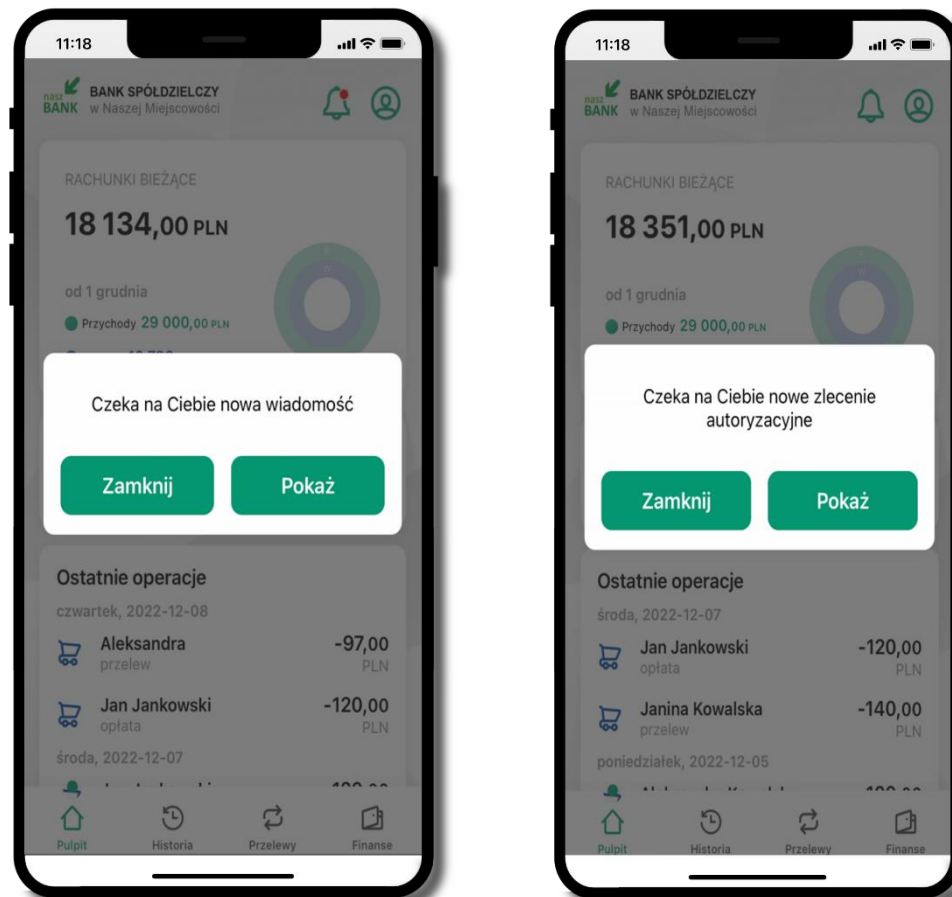 11:18
nasz
BANK
BANK SPÓŁDZIELCZY
w Naszej Miejscowości
RACHUNKI BIEŻĄCE
18 134,00 PLN
od 1 grudnia
Przychody 29 000,00 PLN
Czeka na Ciebie nowa wiadomość
Zamknij
Pokaż
Ostatnie operacje
czwartek, 2022-12-08
Aleksandra
-97,00
przelew
PLN
Jan Jankowski
-120,00
opłata
PLN
środa, 2022-12-07
Pulpit
Historia
Przelewy
Finanse
11:18
nasz
BANK
BANK SPÓŁDZIELCZY
w Naszej Miejscowości
RACHUNKI BIEŻĄCE
18 351,00 PLN
od 1 grudnia
Przychody 29 000,00 PLN
Czeka na Ciebie nowe zlecenie
autoryzacyjne
Zamknij
Pokaż
Ostatnie operacje
środa, 2022-12-07
Jan Jankowski
-120,00
opłata
PLN
Janina Kowalska
-140,00
przelew
PLN
poniedziałek, 2022-12-05
Pulpit
Historia
Przelewy
Finanse